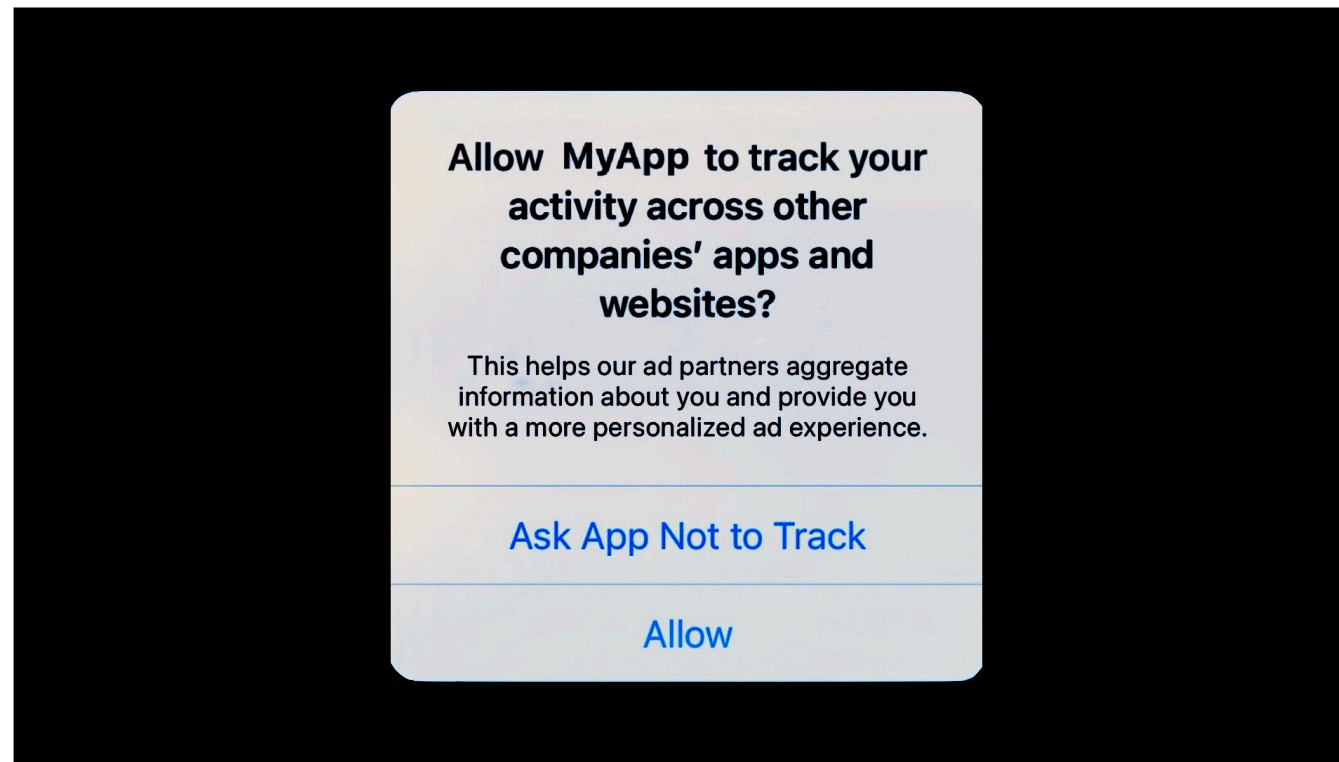 Allow MyApp to track your
activity across other
companies' apps and
websites?
This helps our ad partners aggregate
information about you and provide you
with a more personalized ad experience.
Ask App Not to Track
Allow